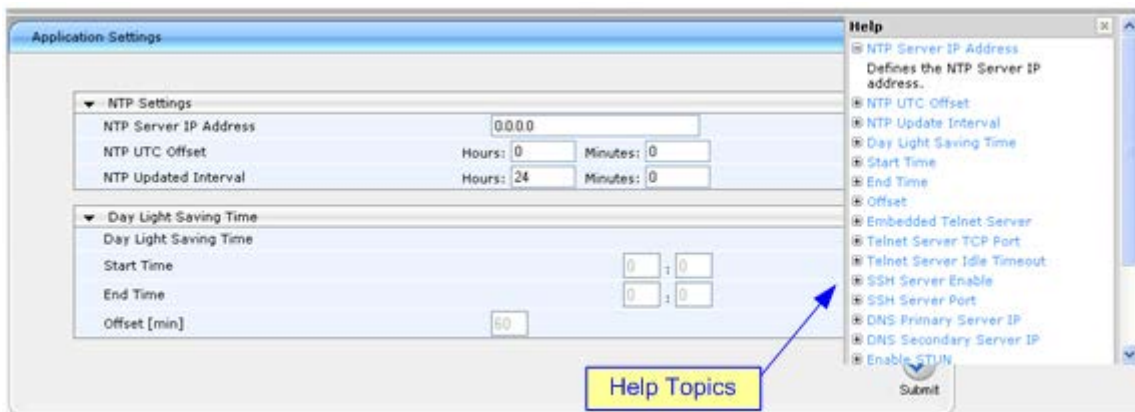 Application Settings
NTP Settings
NTP Server IP Address 0.0.0.0
NTP UTC Offset Hours: 0 Minutes: 0
NTP Updated Interval Hours: 24 Minutes: 0
Day Light Saving Time
Day Light Saving Time
Start Time 0 : 0
End Time 0 : 0
Offset [min] 60
Help
NTP Server IP Address
Defines the NTP Server IP
address.
NTP UTC Offset
NTP Update Interval
Day Light Saving Time
Start Time
End Time
Offset
Embedded Telnet Server
Telnet Server TCP Port
Telnet Server Idle Timeout
SSH Server Enable
SSH Server Port
DNS Primary Server IP
DNS Secondary Server IP
Enable STUN
Help Topics
Submit